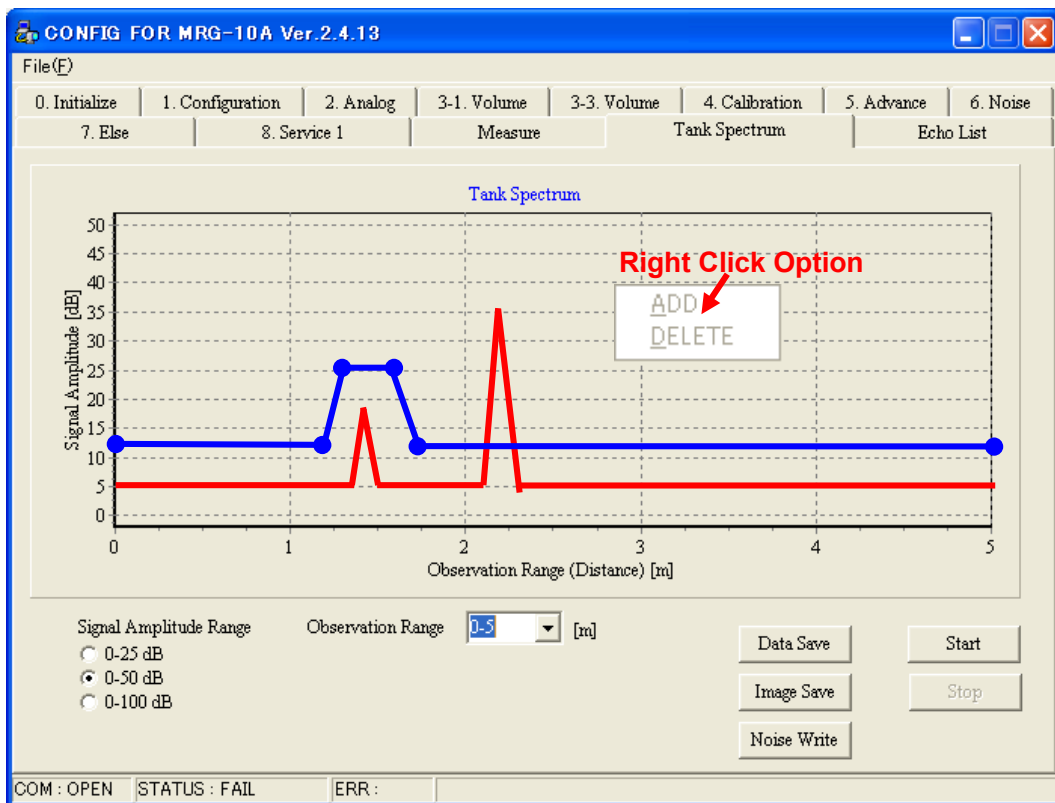 CONFIG FOR MRG-10A Ver.2.4.13
File(F)
0. Initialize
1. Configuration
2. Analog
3-1. Volume
3-3. Volume
4. Calibration
5. Advance
6. Noise
7. Else
8. Service 1
Measure
Tank Spectrum
Echo List
Tank Spectrum
Right Click Option
ADD
DELETE
Signal Amplitude [dB]
50
45
40
35
30
25
20
15
10
5
0
0
1
2
3
4
5
Observation Range (Distance) [m]
Signal Amplitude Range
0-25 dB
0-50 dB
0-100 dB
Observation Range
0-5
[m]
Data Save
Start
Image Save
Stop
Noise Write
COM : OPEN
STATUS : FAIL
ERR :